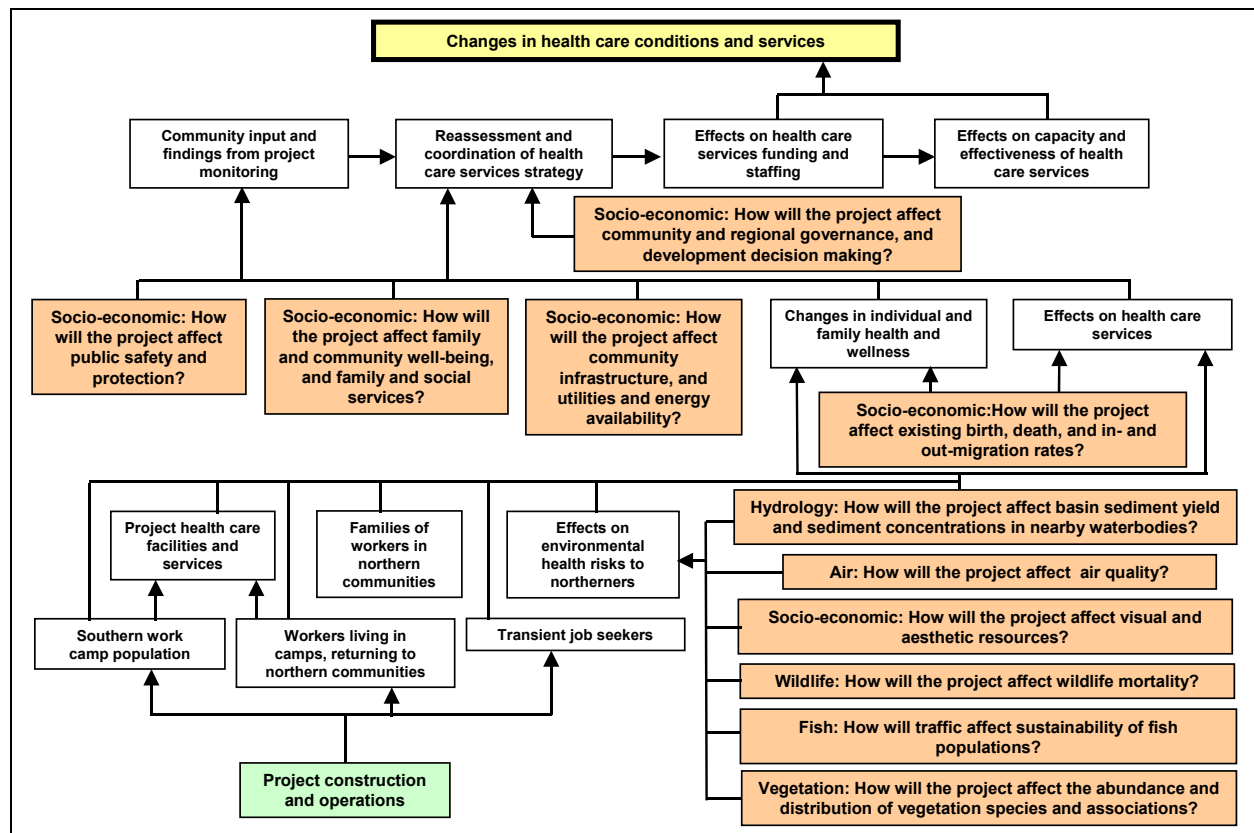 Changes in health care conditions and services
Community input and
findings from project
monitoring
Reassessment and
coordination of health
care services strategy
Effects on health care
services funding and
staffing
Effects on capacity and
effectiveness of health
care services
Socio-economic: How will the project affect
community and regional governance, and
development decision making?
Socio-economic: How
will the project affect
public safety and
protection?
Socio-economic: How will
the project affect family
and community well-being,
and family and social
services?
Socio-economic: How
will the project affect
community
infrastructure, and
utilities and energy
availability?
Changes in individual and
family health and
wellness
Effects on health care
services
Socio-economic:How will the project
affect existing birth, death, and in- and
out-migration rates?
Project health care
facilities and
services
Families of
workers in
northern
communities
Effects on
environmental
health risks to
northerners
Hydrology: How will the project affect basin sediment yield
and sediment concentrations in nearby waterbodies?
Air: How will the project affect  air quality?
Socio-economic: How will the project affect visual and
aesthetic resources?
Wildlife: How will the project affect wildlife mortality?
Fish: How will traffic affect sustainability of fish
populations?
Vegetation: How will the project affect the abundance and
distribution of vegetation species and associations?
Southern work
camp population
Workers living in
camps, returning to
northern communities
Transient job seekers
Project construction
and operations